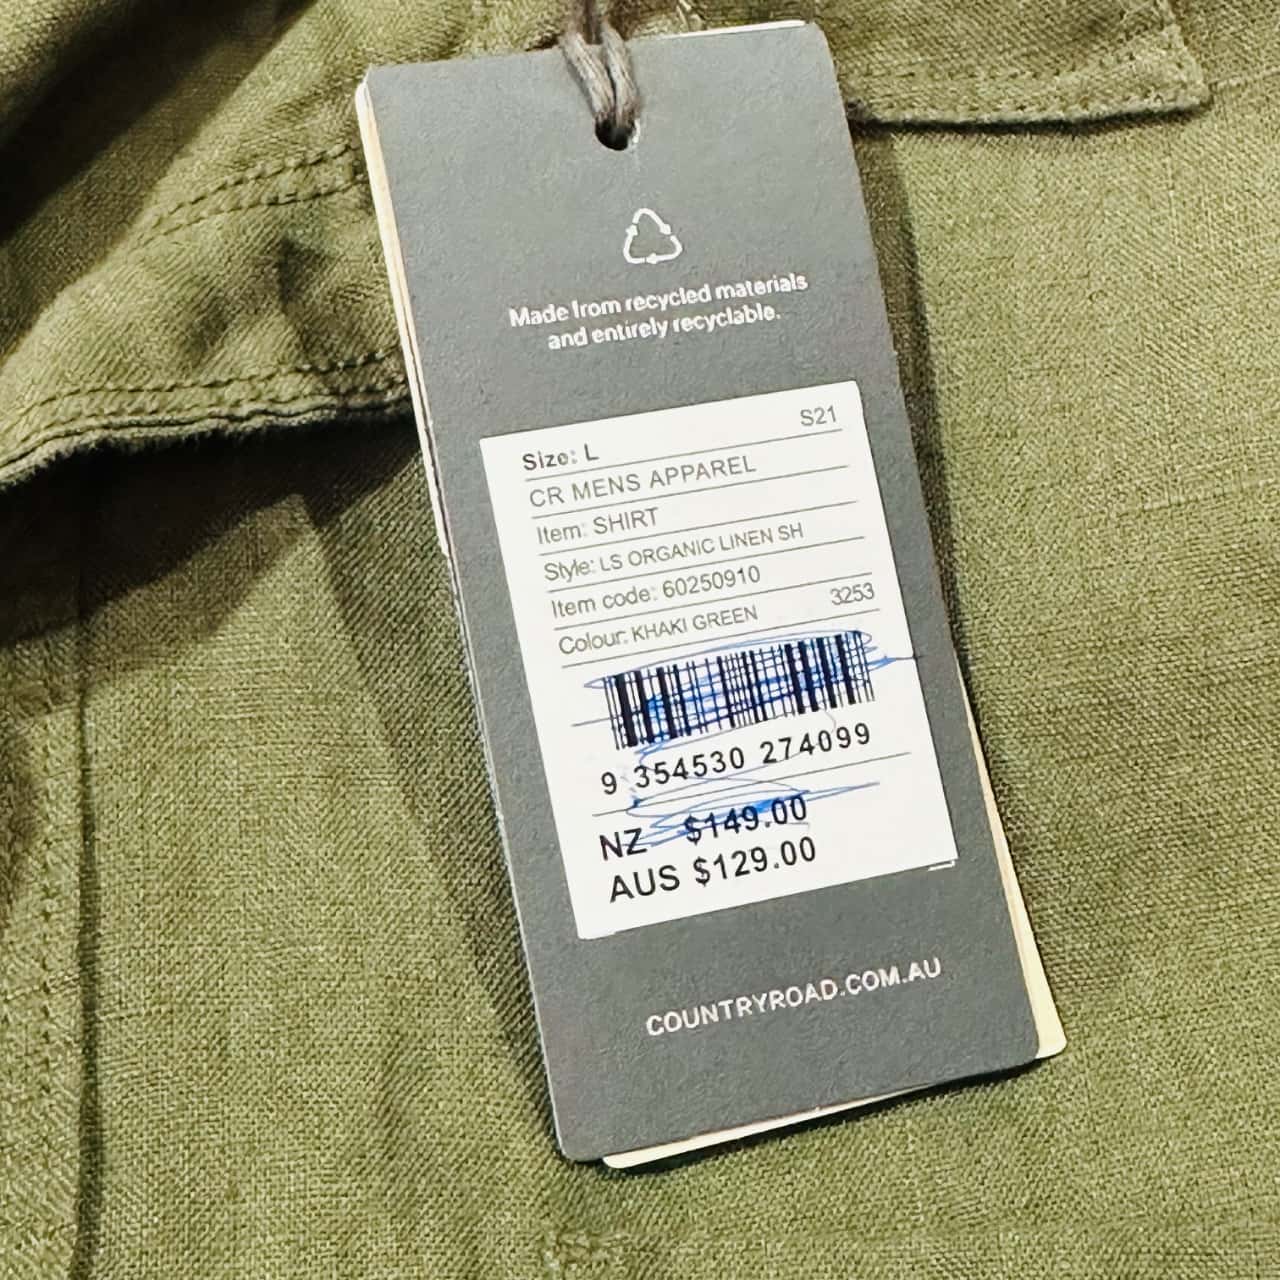 Made from recycled materials
and entirely recyclable.
Size: L S21
CR MENS APPAREL
Item: SHIRT
Style: LS ORGANIC LINEN SH
Item code: 60250910
Colour: KHAKI GREEN 3253
9 354530 274099
NZ $149.00
AUS $129.00
COUNTRYROAD.COM.AU